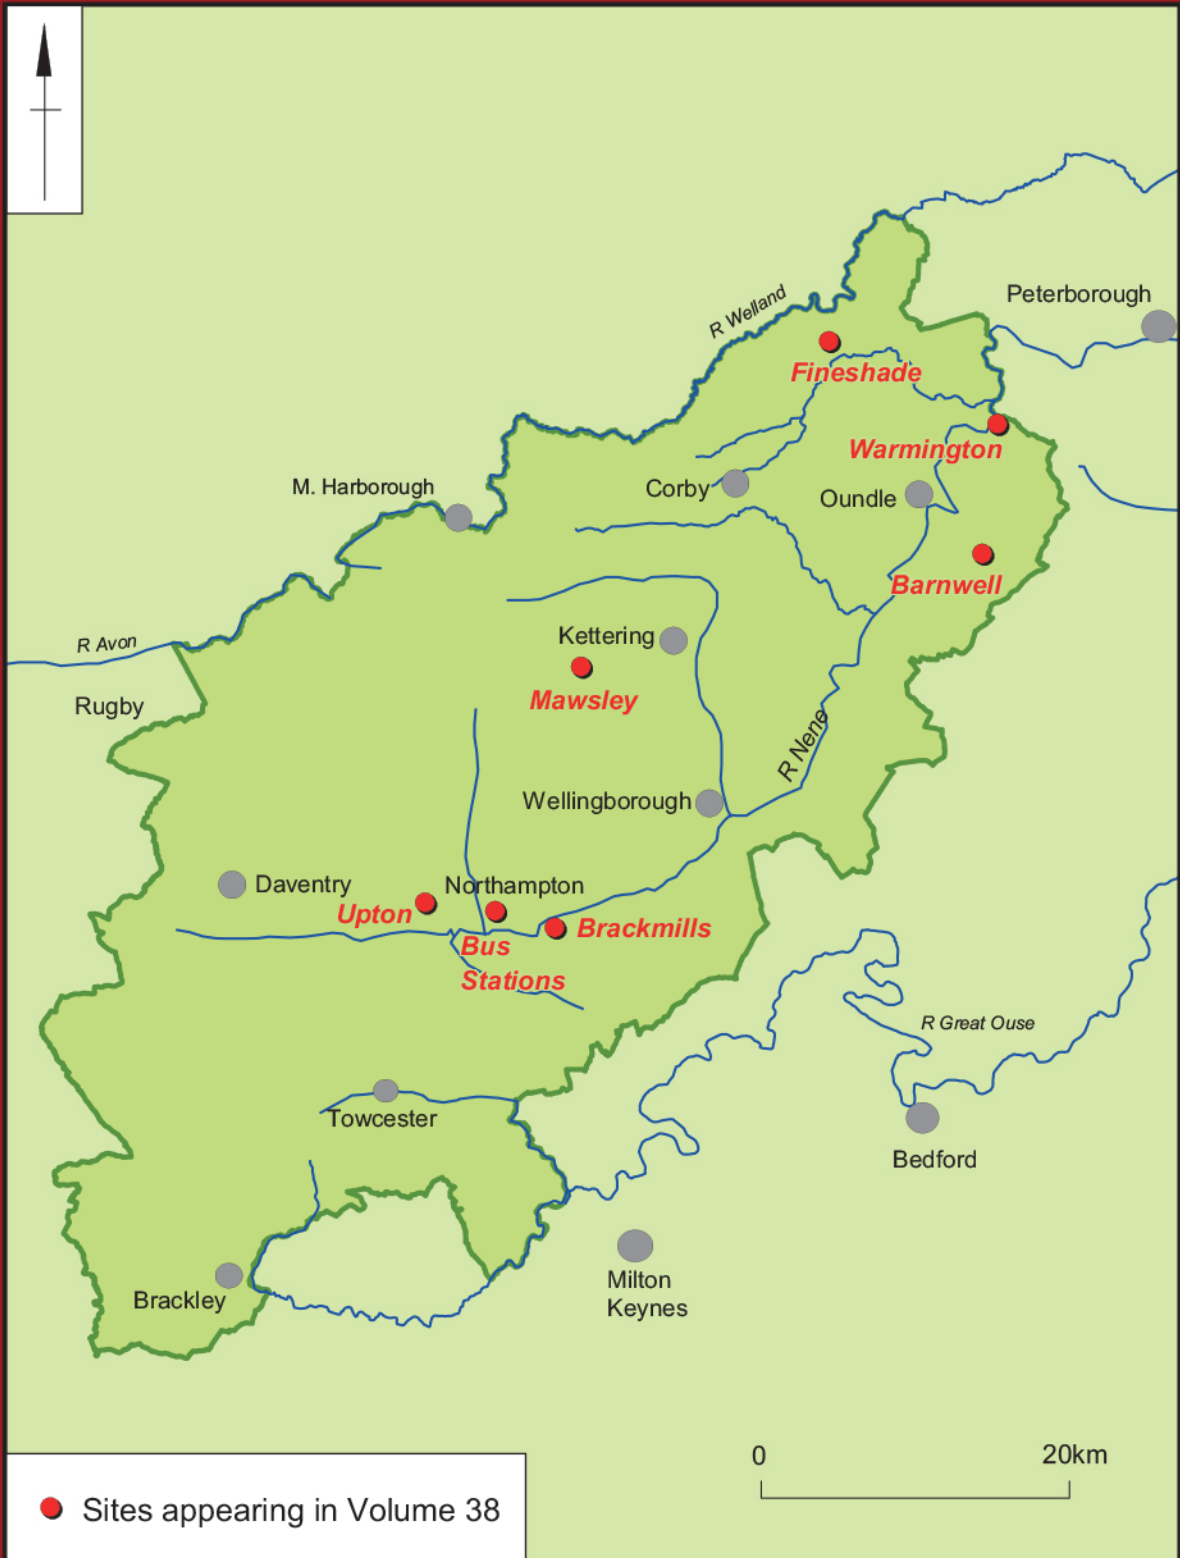 Peterborough
R Welland
Fineshade
Warmington
M. Harborough
Corby
Oundle
Barnwell
R Avon
Kettering
Rugby
Mawsley
R Nene
Wellingborough
Daventry
Northampton
Upton
Brackmills
Bus
Stations
R Great Ouse
Towcester
Bedford
Milton
Keynes
Brackley
0 20km
Sites appearing in Volume 38